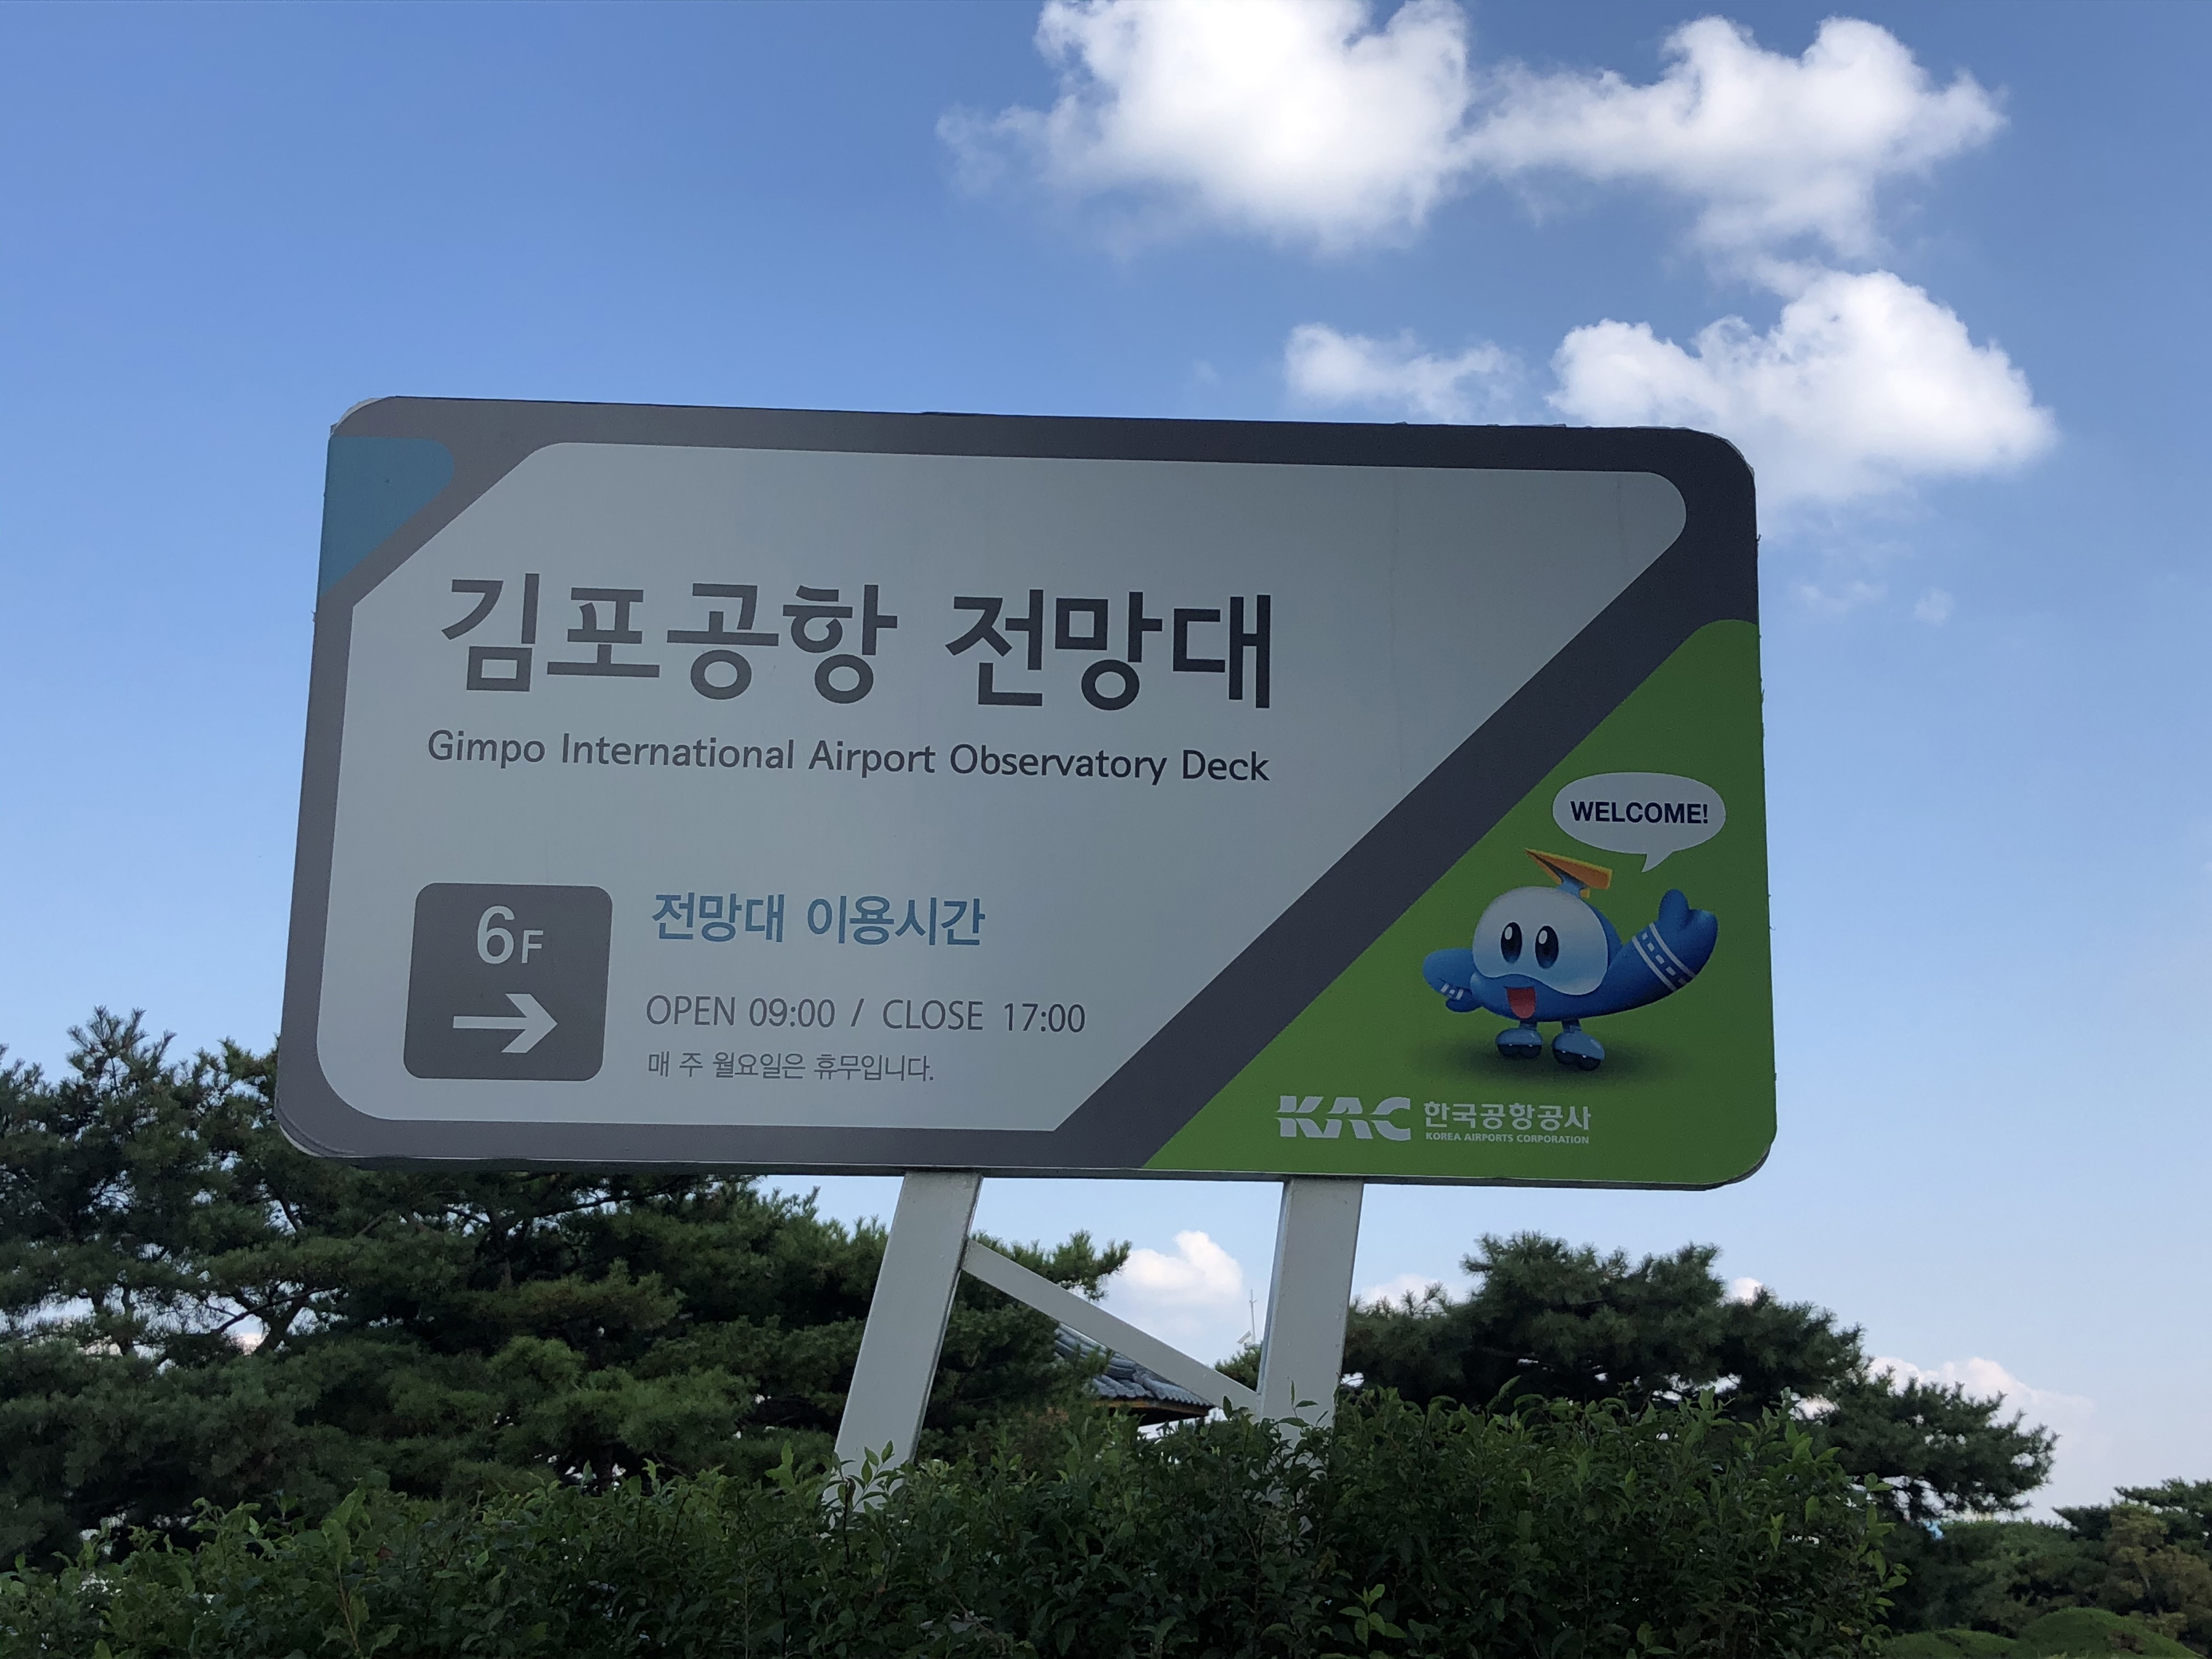 김포공항 전망대
Gimpo International Airport Observatory Deck
6F
전망대 이용시간
OPEN 09:00 / CLOSE 17:00
매 주 월요일은 휴무입니다.
WELCOME!
KAC 한국공항공사
KOREA AIRPORTS CORPORATION